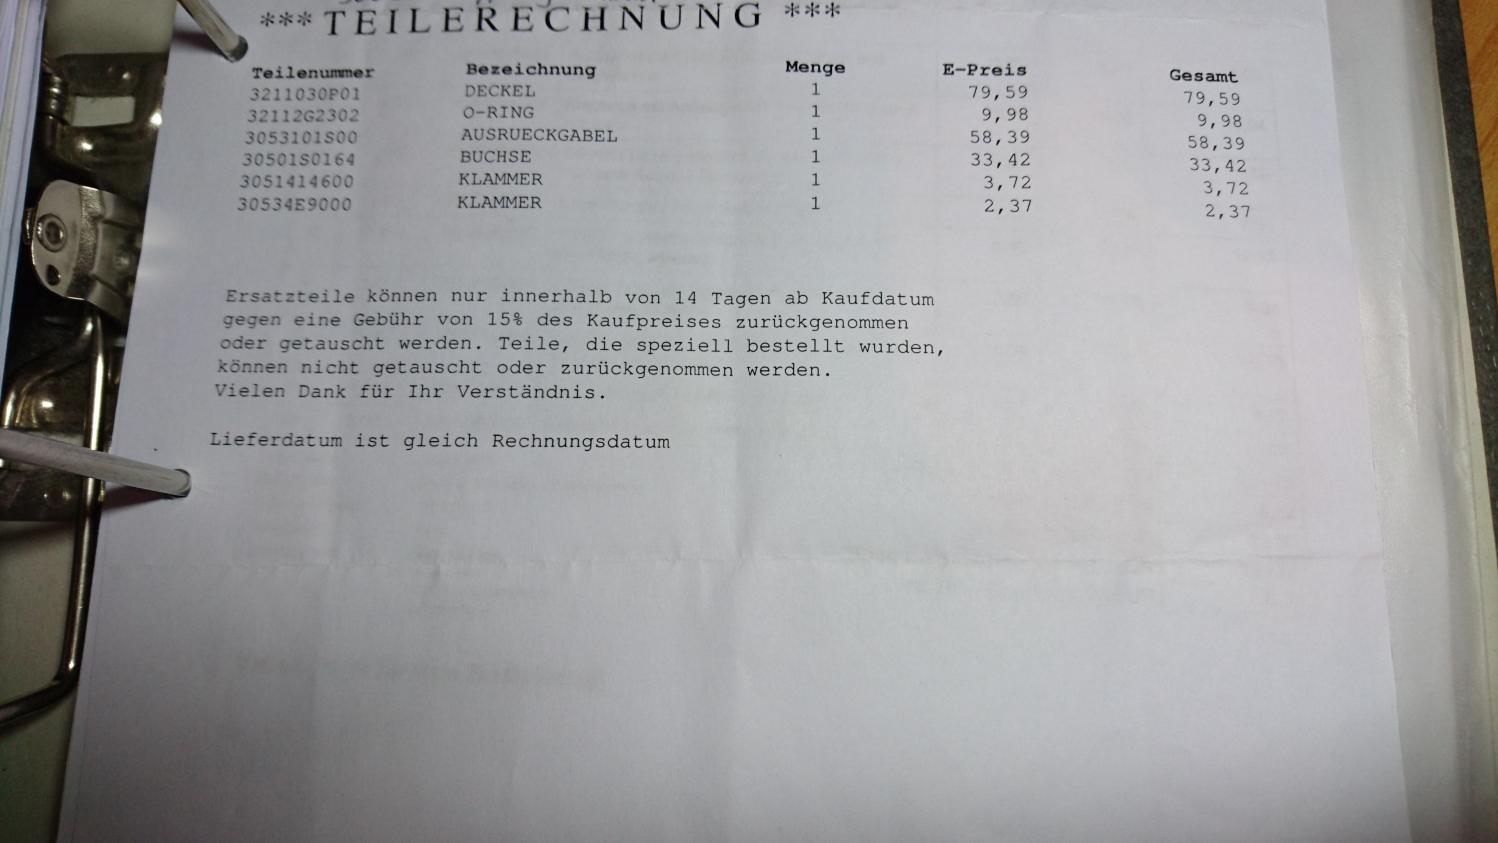 *** TEILERECHNUNG ***
Teilenummer Bezeichnung Menge E-Preis Gesamt
3211030P01 DECKEL 1 79,59 79,59
32112G2302 O-RING 1 9,98 9,98
3053101S00 AUSRUECKGABEL 1 58,39 58,39
30501S0164 BUCHSE 1 33,42 33,42
3051414600 KLAMMER 1 3,72 3,72
30534E9000 KLAMMER 1 2,37 2,37
Ersatzteile können nur innerhalb von 14 Tagen ab Kaufdatum
gegen eine Gebühr von 15% des Kaufpreises zurückgenommen
oder getauscht werden. Teile, die speziell bestellt wurden,
können nicht getauscht oder zurückgenommen werden.
Vielen Dank für Ihr Verständnis.
Lieferdatum ist gleich Rechnungsdatum